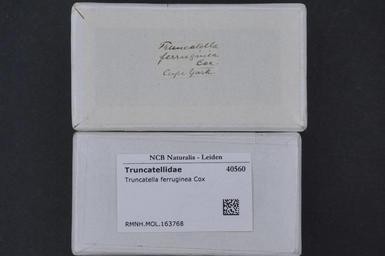 Truncatella
ferruginea
Cox
Cape York
NCB Naturalis - Leiden
Truncatellidae 40560
Truncatella ferruginea Cox
RMNH.MOL.163768